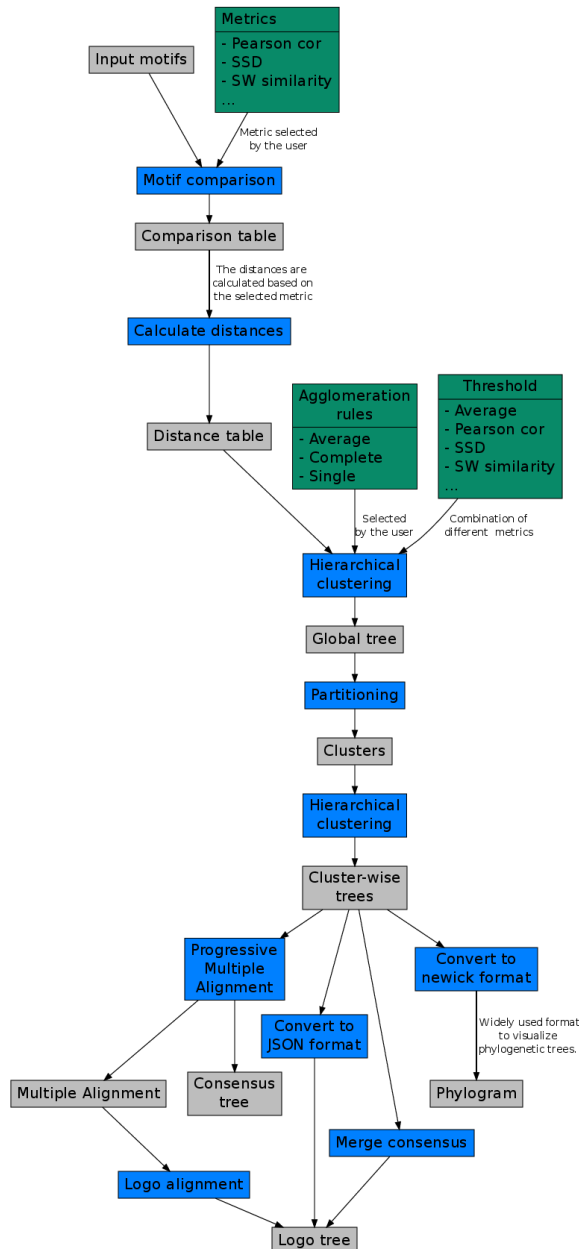 Metrics
- Pearson cor
- SSD
- SW similarity
...
Input motifs
Metric selected
by the user
Motif comparison
Comparison table
The distances are
calculated based on
the selected metric
Calculate distances
Distance table
Agglomeration
rules
- Average
- Complete
- Single
Threshold
- Average
- Pearson cor
- SSD
- SW similarity
...
Selected
by the user
Combination of
different  metrics
Hierarchical
clustering
Global tree
Partitioning
Clusters
Hierarchical
clustering
Cluster-wise
trees
Progressive
Multiple
Alignment
Convert to
newick format
Convert to
JSON format
Widely used format
to visualize
phylogenetic trees.
Multiple Alignment
Consensus
tree
Phylogram
Merge consensus
Logo alignment
Logo tree